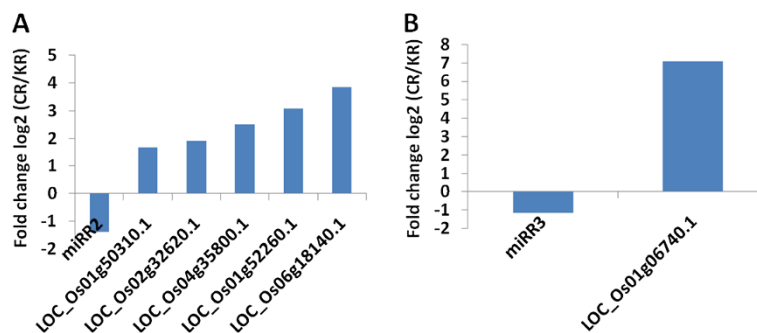 A
Fold change log2 (CR/KR)
5
4
3
2
1
0
-1
-2
miRR2
LOC_Os01g50310.1
LOC_Os02g32620.1
LOC_Os04g35800.1
LOC_Os01g52260.1
LOC_Os06g18140.1
B
Fold change log2 (CR/KR)
8
7
6
5
4
3
2
1
0
-1
-2
miRR3
LOC_Os01g06740.1